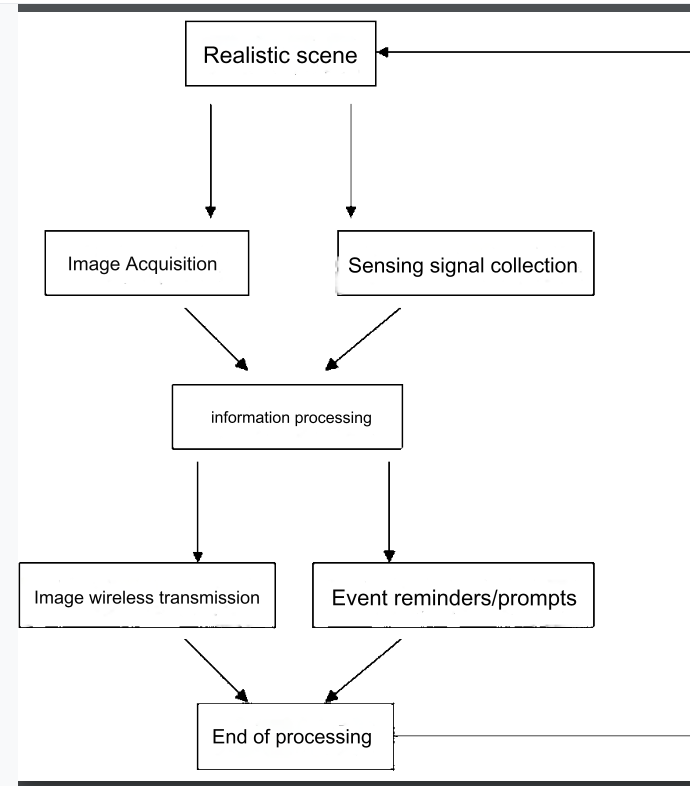 Realistic scene
Image Acquisition
Sensing signal collection
information processing
Image wireless transmission
Event reminders/prompts
End of processing